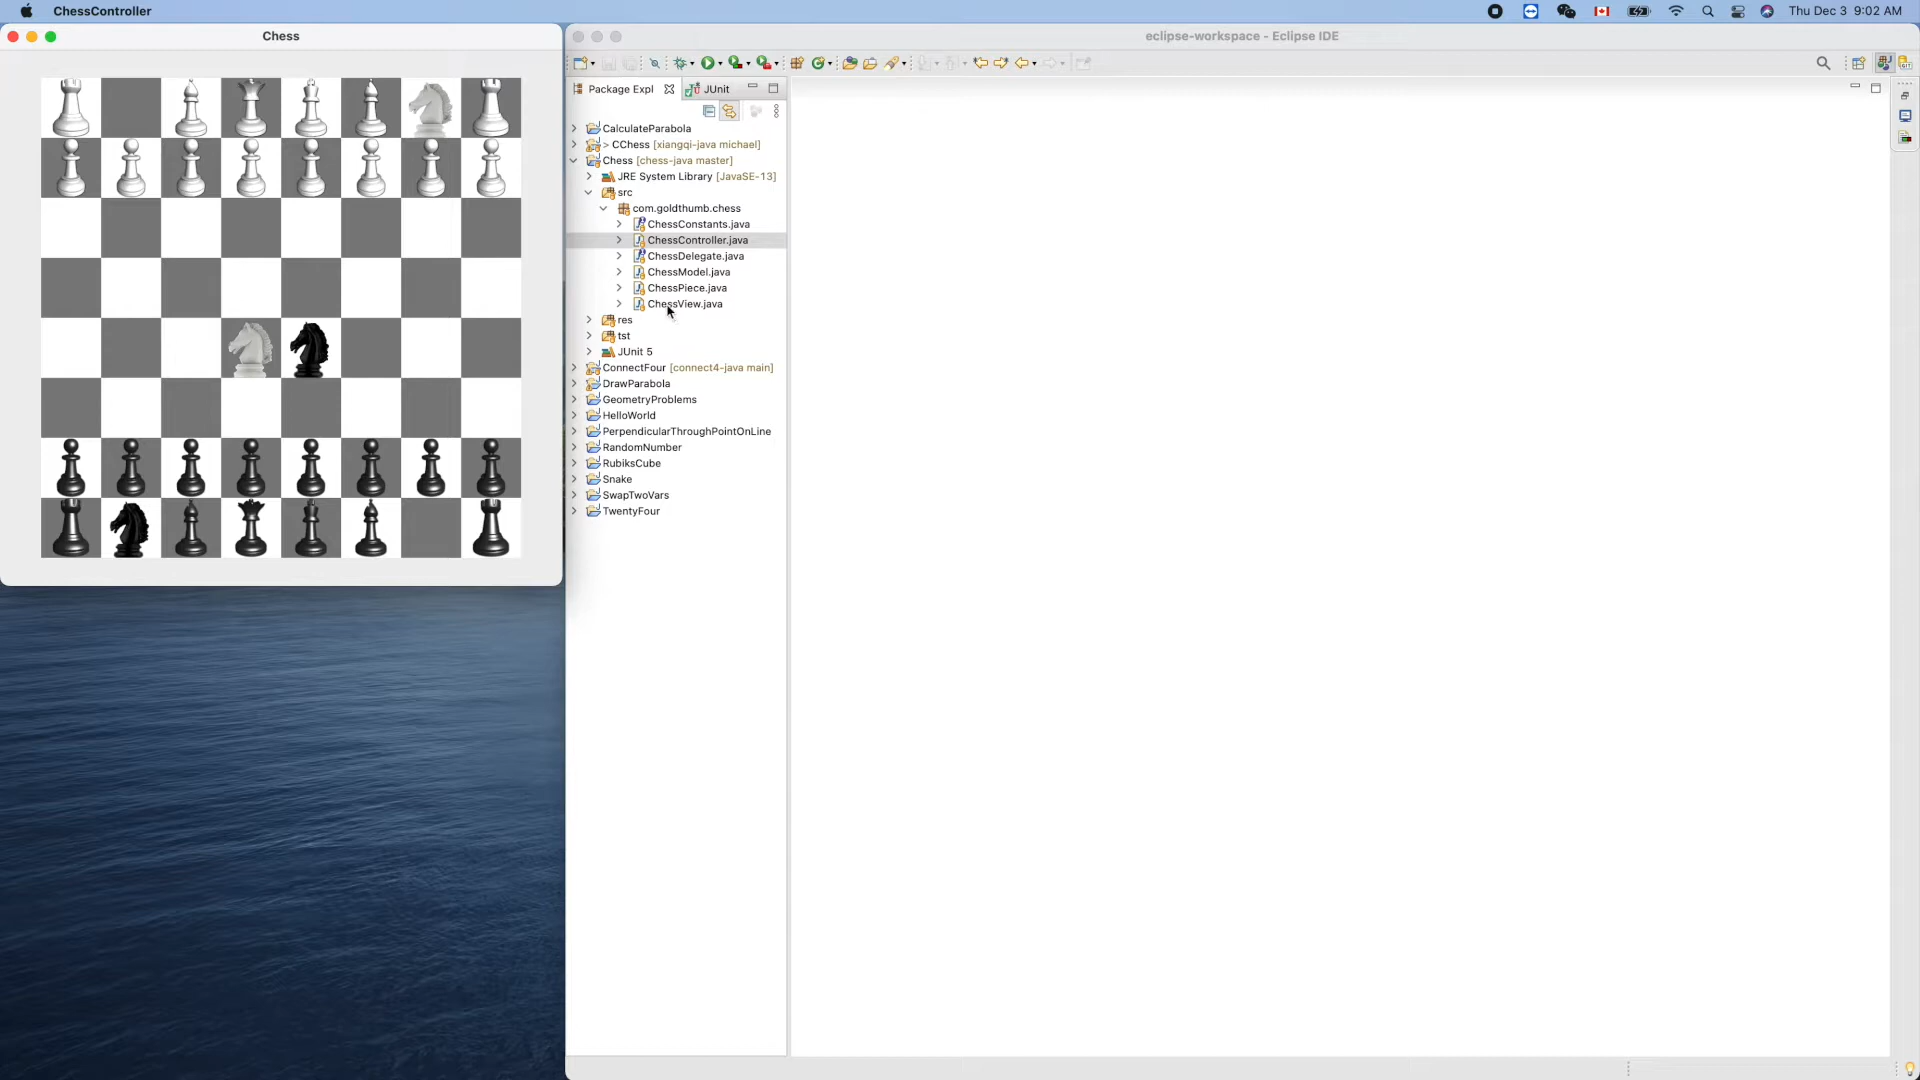 ChessController
Thu Dec 3 9:02 AM
Chess
eclipse-workspace - Eclipse IDE
Package Expl
JUnit
CalculateParabola
> CChess [xiangqi-java michael]
Chess [chess-java master]
JRE System Library [JavaSE-13]
src
com.goldthumb.chess
ChessConstants.java
ChessController.java
ChessDelegate.java
ChessModel.java
ChessPiece.java
ChessView.java
res
tst
JUnit 5
ConnectFour [connect4-java main]
DrawParabola
GeometryProblems
HelloWorld
PerpendicularThroughPointOnLine
RandomNumber
RubiksCube
Snake
SwapTwoVars
TwentyFour